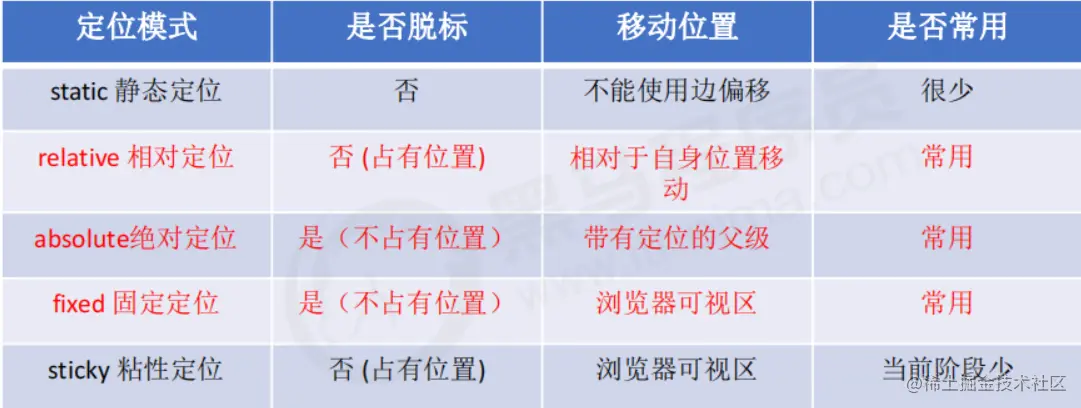 定位模式 是否脱标 移动位置 是否常用
static 静态定位 否 不能使用边偏移 很少
relative 相对定位 否 (占有位置) 相对于自身位置移 常用
动
absolute绝对定位 是（不占有位置） 带有定位的父级 常用
fixed 固定定位 是（不占有位置） 浏览器可视区 常用
sticky 粘性定位 否 (占有位置) 浏览器可视区 当前阶段少
@稀土掘金技术社区